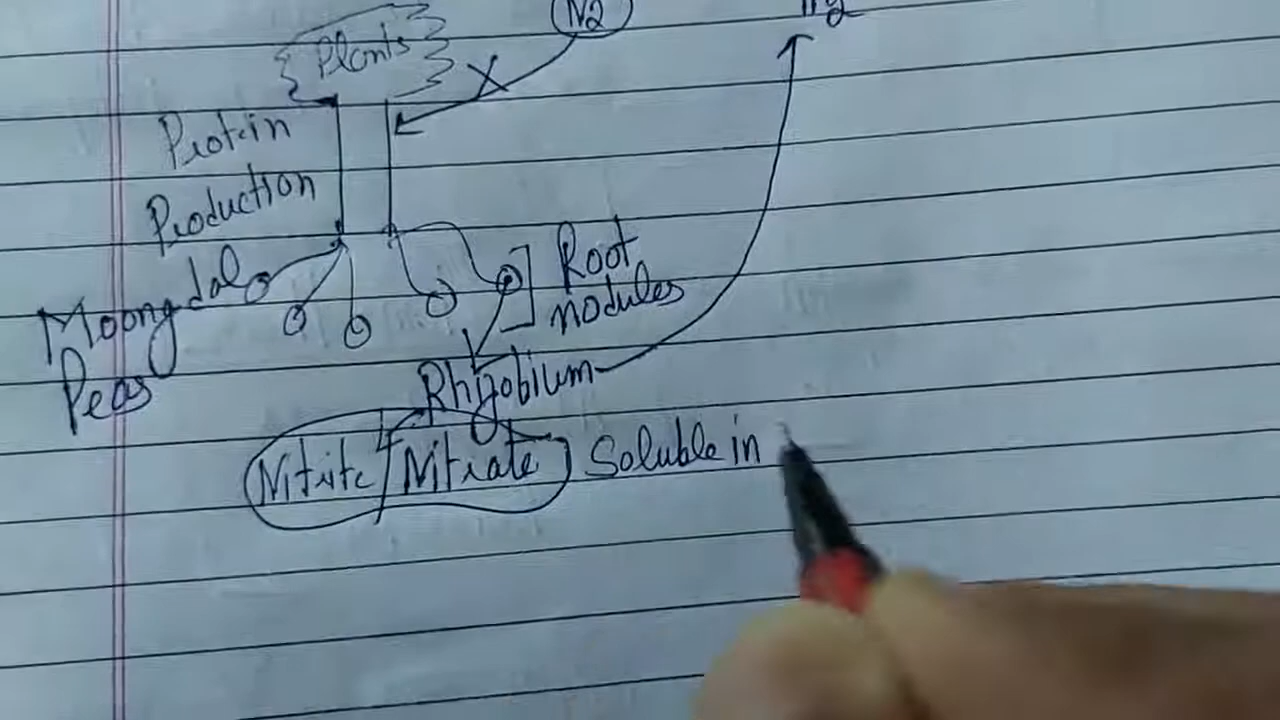 N2
N2
Plants
Protein
Production
Moong dal
Peas
Root
nodules
Rhizobium
Nitrite/Nitrate Soluble in